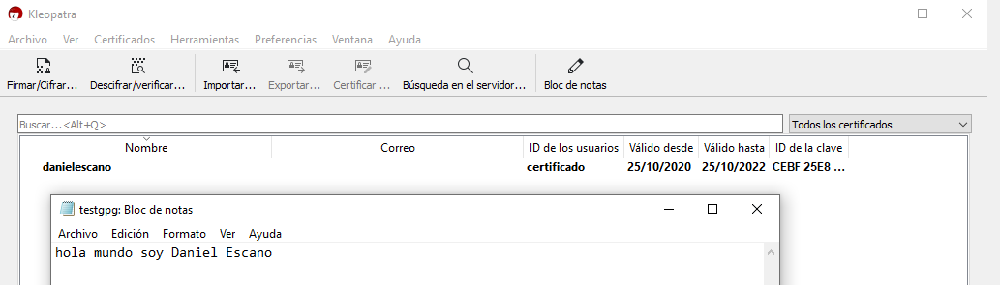 Kleopatra
Archivo Ver Certificados Herramientas Preferencias Ventana Ayuda
Firmar/Cifrar... Descifrar/verificar... Importar... Exportar... Certificar ... Búsqueda en el servidor... Bloc de notas
Buscar...<Alt+Q> Todos los certificados
Nombre Correo ID de los usuarios Válido desde Válido hasta ID de la clave
danielescano certificado 25/10/2020 25/10/2022 CEBF 25E8 ...
testgpg: Bloc de notas
Archivo Edición Formato Ver Ayuda
hola mundo soy Daniel Escano